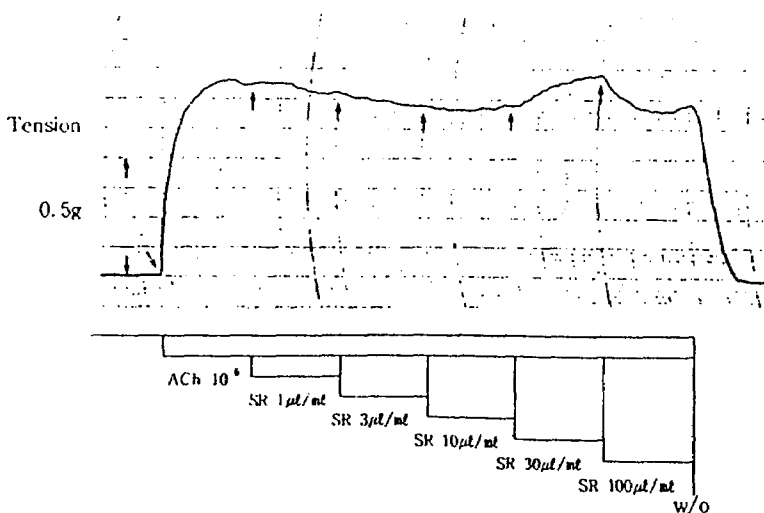 Tension
0.5g
ACh 10⁻⁶
SR 1μl/ml
SR 3μl/ml
SR 10μl/ml
SR 30μl/ml
SR 100μl/ml
W/O